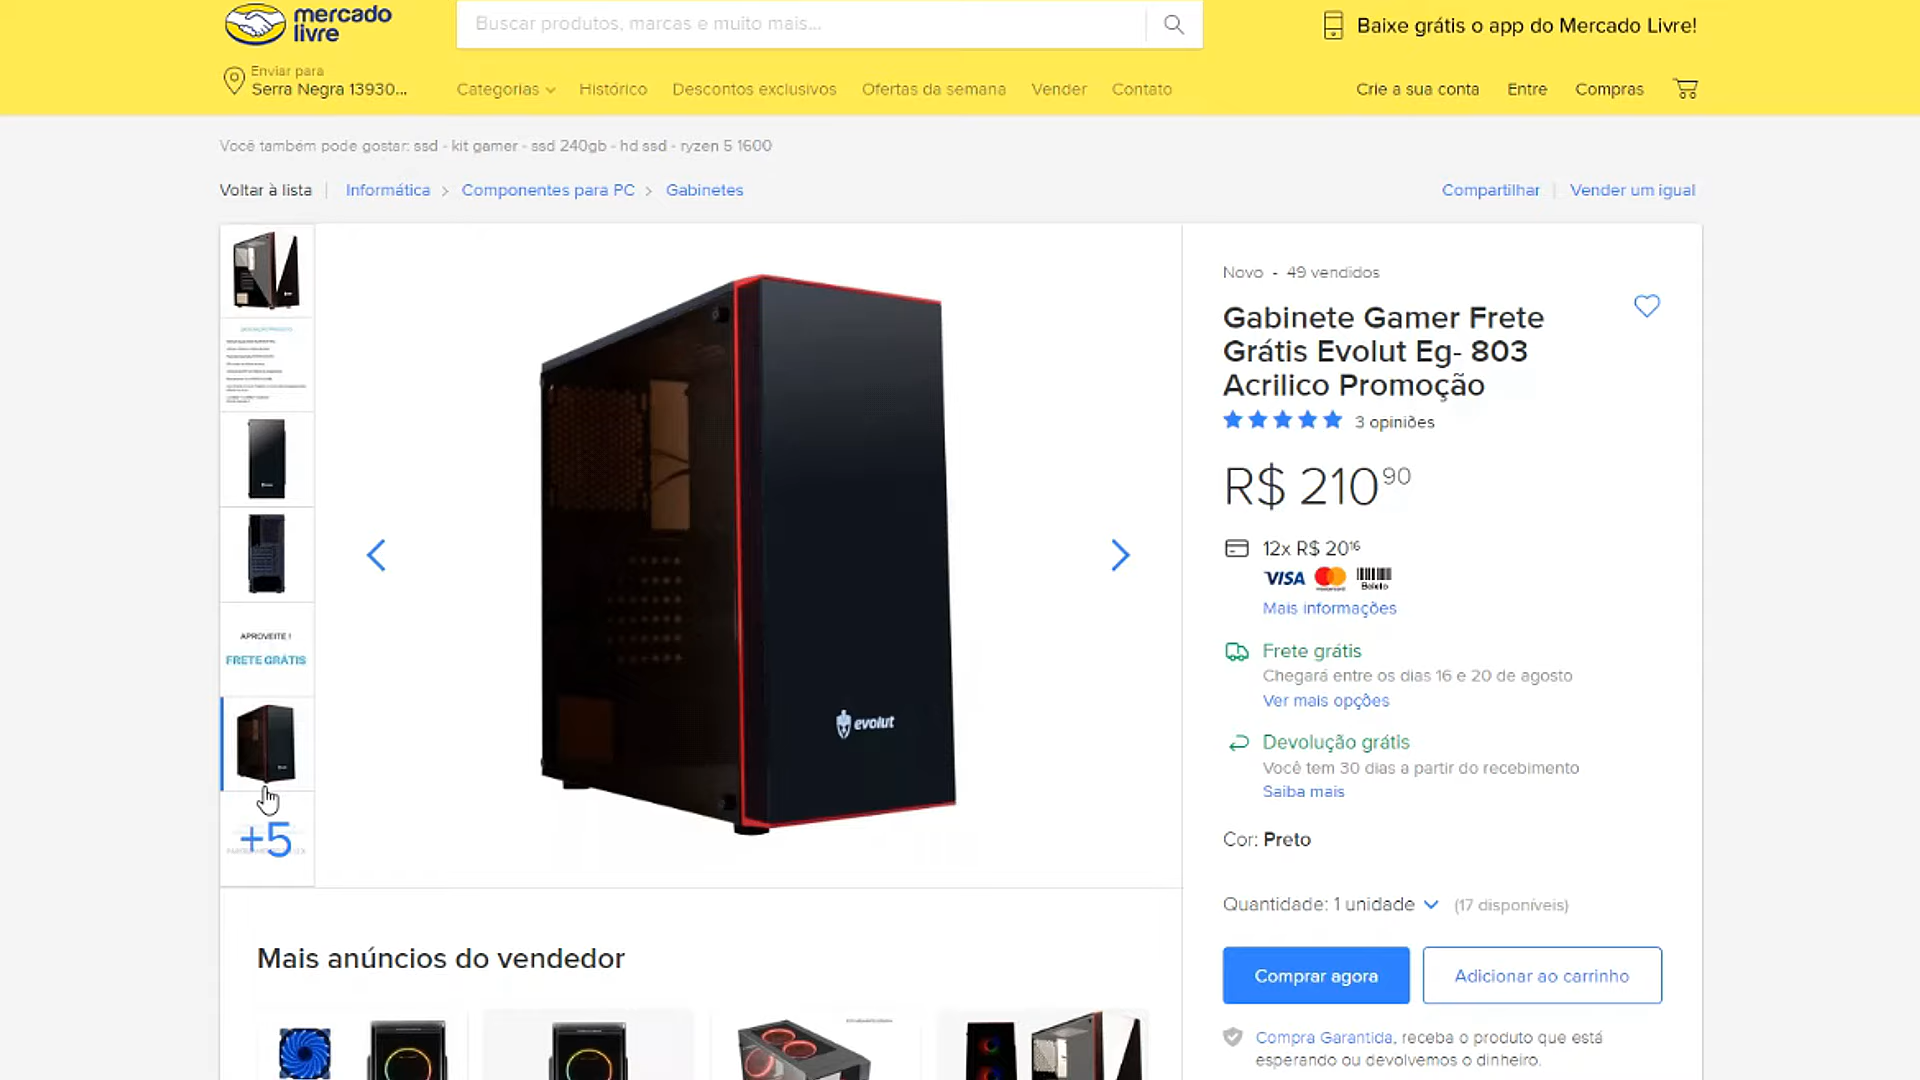 mercado
livre
Buscar produtos, marcas e muito mais...
Baixe grátis o app do Mercado Livre!
Enviar para
Serra Negra 13930...
Categorias
Histórico
Descontos exclusivos
Ofertas da semana
Vender
Contato
Crie a sua conta
Entre
Compras
Você também pode gostar: ssd - kit gamer - ssd 240gb - hd ssd - ryzen 5 1600
Voltar à lista
Informática > Componentes para PC > Gabinetes
Compartilhar
Vender um igual
Novo - 49 vendidos
Gabinete Gamer Frete
Grátis Evolut Eg- 803
Acrilico Promoção
3 opiniões
R$ 210 90
12x R$ 20 16
VISA
mastercard
Boleto
Mais informações
Frete grátis
Chegará entre os dias 16 e 20 de agosto
Ver mais opções
Devolução grátis
Você tem 30 dias a partir do recebimento
Saiba mais
Cor: Preto
Quantidade: 1 unidade
(17 disponíveis)
Comprar agora
Adicionar ao carrinho
Compra Garantida, receba o produto que está
esperando ou devolvemos o dinheiro.
evolut
APROVEITE !
FRETE GRÁTIS
+5
Mais anúncios do vendedor